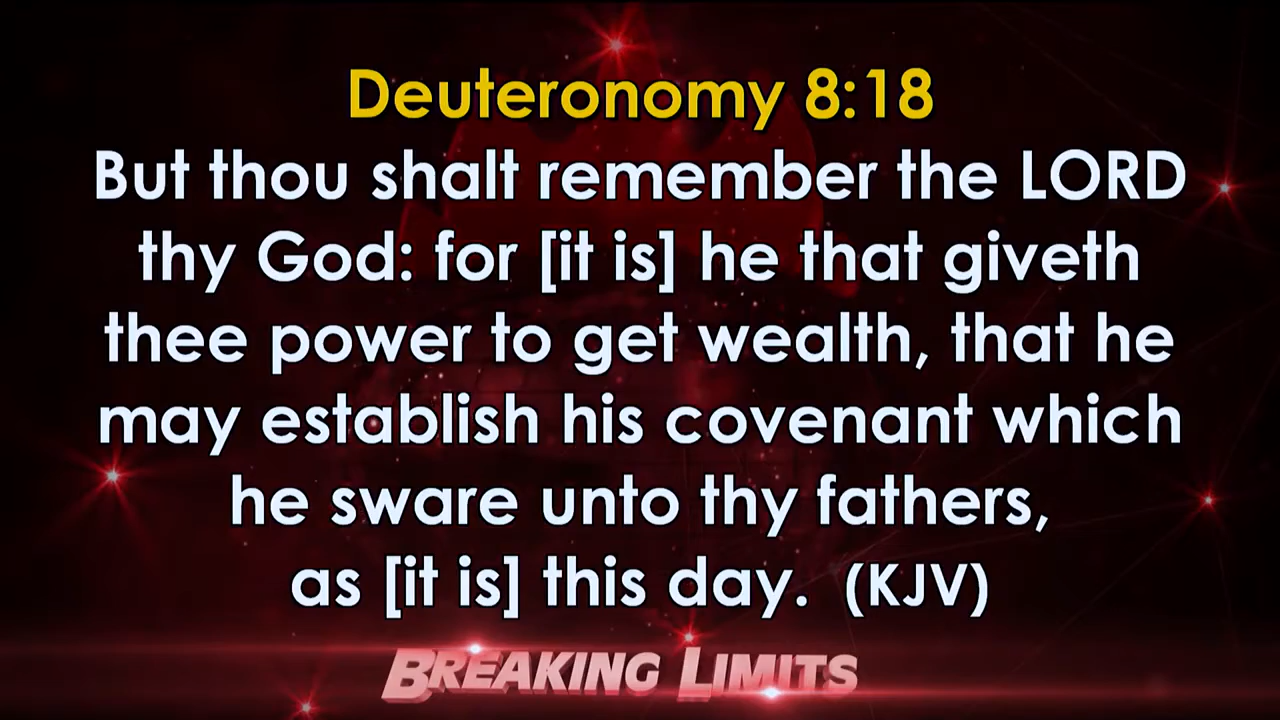 Deuteronomy 8:18
But thou shalt remember the LORD
thy God: for [it is] he that giveth
thee power to get wealth, that he
may establish his covenant which
he sware unto thy fathers,
as [it is] this day. (KJV)
BREAKING LIMITS